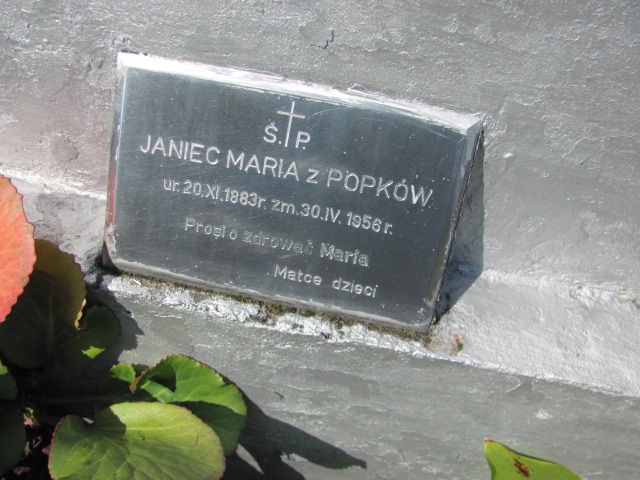 Ś.P.
JANIEC MARIA z POPKÓW
ur. 20.XI.1883r. zm. 30.IV. 1956 r.
Prosi o zdrowaś Maria
Matce dzieci